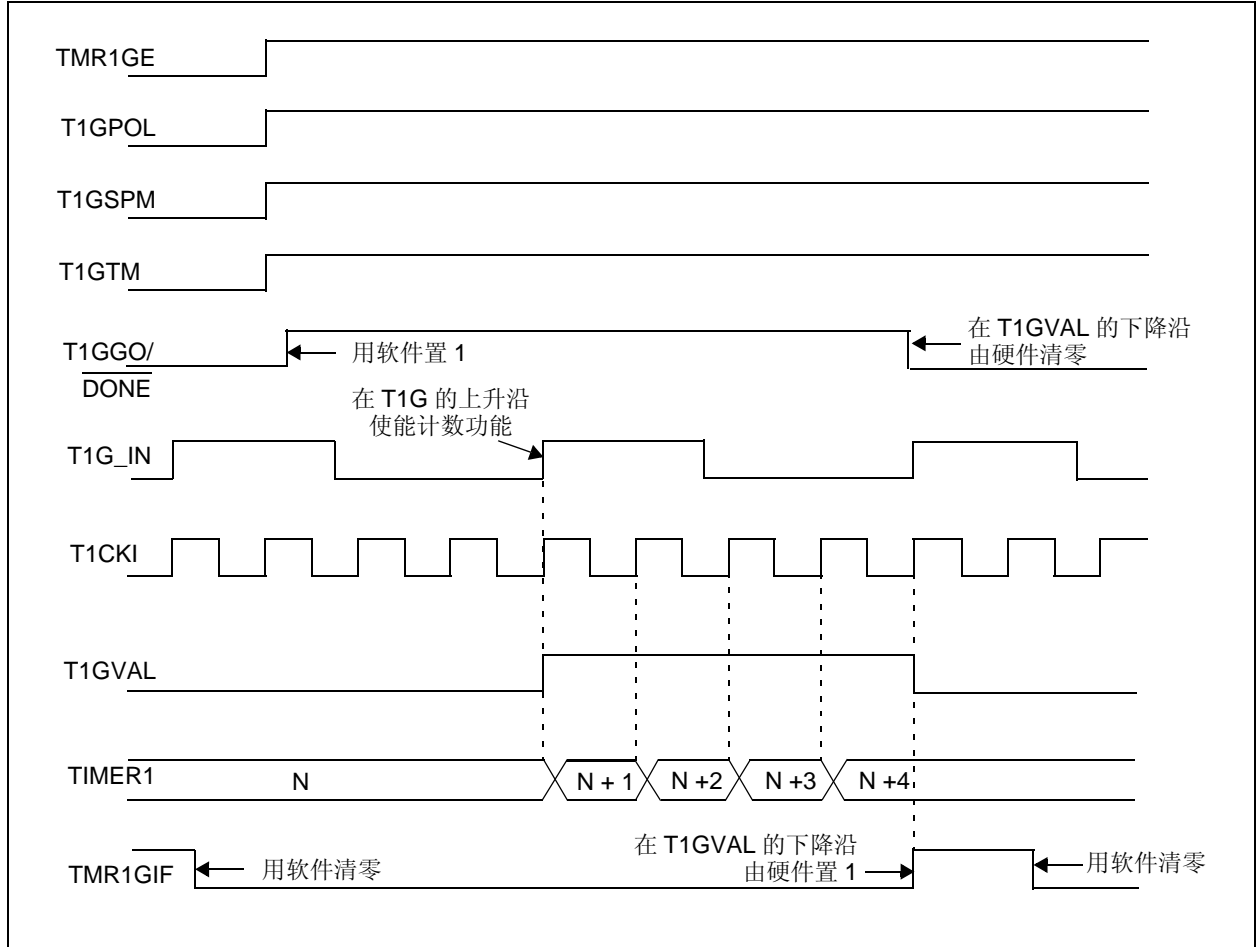 TMR1GE
T1GPOL
T1GSPM
T1GTM
T1GGO/
DONE
用软件置 1
在 T1GVAL 的下降沿
由硬件清零
在 T1G 的上升沿
使能计数功能
T1G_IN
T1CKI
T1GVAL
TIMER1
N
N + 1
N +2
N +3
N +4
TMR1GIF
用软件清零
在 T1GVAL 的下降沿
由硬件置 1
用软件清零